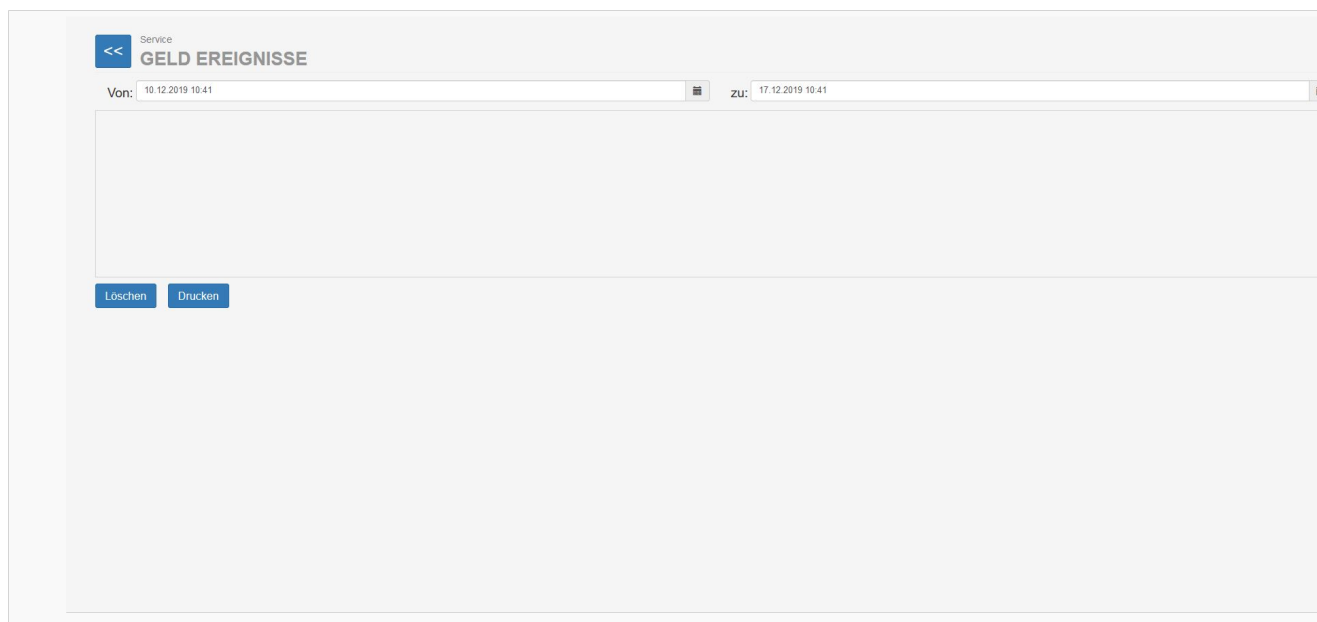 <<
Service
GELD EREIGNISSE
Von: 10.12.2019 10:41 zu: 17.12.2019 10:41
Löschen Drucken